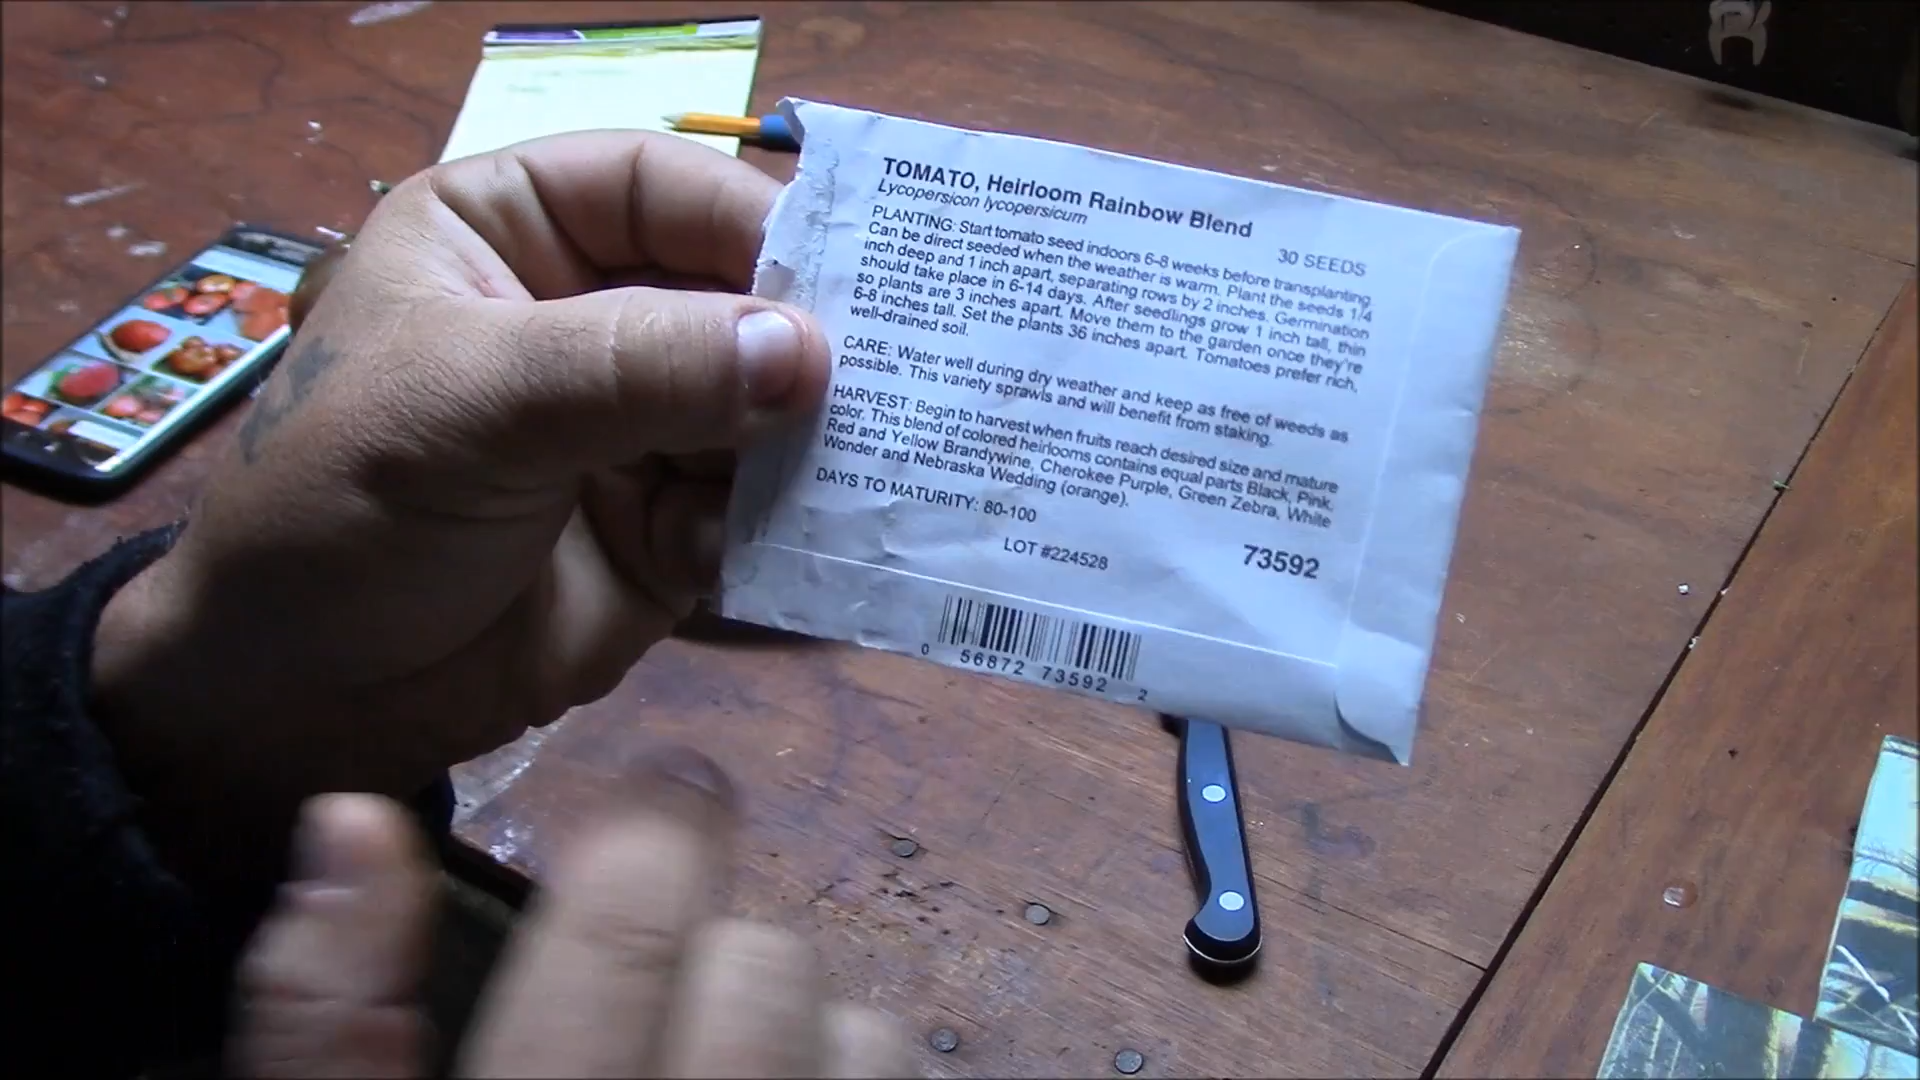 TOMATO, Heirloom Rainbow Blend
Lycopersicon lycopersicum
30 SEEDS
PLANTING: Start tomato seed indoors 6-8 weeks before transplanting.
Can be direct seeded when the weather is warm. Plant the seeds 1/4
inch deep and 1 inch apart, separating rows by 2 inches. Germination
should take place in 6-14 days. After seedlings grow 1 inch tall, thin
so plants are 3 inches apart. Move them to the garden once they're
6-8 inches tall. Set the plants 36 inches apart. Tomatoes prefer rich,
well-drained soil.
CARE: Water well during dry weather and keep as free of weeds as
possible. This variety sprawls and will benefit from staking.
HARVEST: Begin to harvest when fruits reach desired size and mature
color. This blend of colored heirlooms contains equal parts Black, Pink,
Red and Yellow Brandywine, Cherokee Purple, Green Zebra, White
Wonder and Nebraska Wedding (orange).
DAYS TO MATURITY: 80-100
LOT #224528
73592
0 56872 73592 2